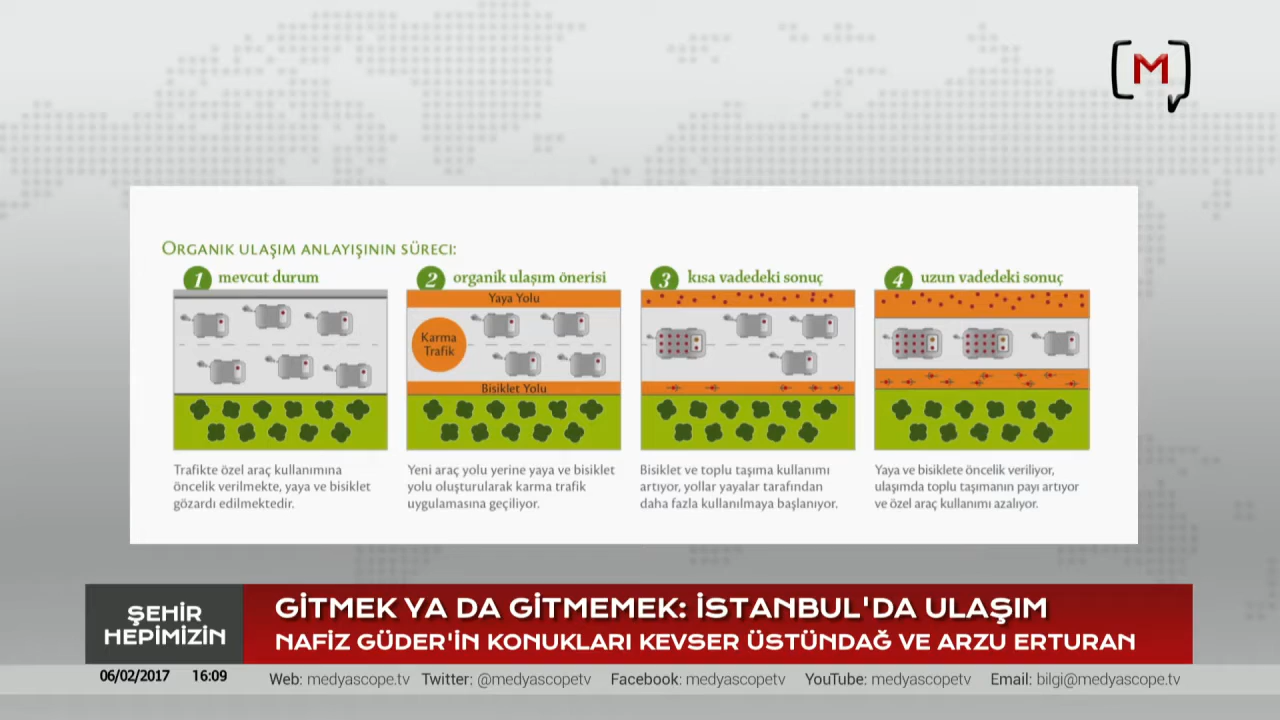 [M]
ORGANIK ULAŞIM ANLAYIŞININ SÜRECI:
1 mevcut durum
2 organik ulaşım önerisi
3 kısa vadedeki sonuç
4 uzun vadedeki sonuç
Yaya Yolu
Karma
Trafik
Bisiklet Yolu
Trafikte özel araç kullanımına
öncelik verilmekte, yaya ve bisiklet
gözardı edilmektedir.
Yeni araç yolu yerine yaya ve bisiklet
yolu oluşturularak karma trafik
uygulamasına geçiliyor.
Bisiklet ve toplu taşıma kullanımı
artıyor, yollar yayalar tarafından
daha fazla kullanılmaya başlanıyor.
Yaya ve bisiklete öncelik veriliyor,
ulaşımda toplu taşımanın payı artıyor
ve özel araç kullanımı azalıyor.
ŞEHİR
HEPİMİZİN
GİTMEK YA DA GİTMEMEK: İSTANBUL'DA ULAŞIM
NAFİZ GÜDER'İN KONUKLARI KEVSER ÜSTÜNDAĞ VE ARZU ERTURAN
06/02/2017 16:09
Web: medyascope.tv Twitter: @medyascopetv Facebook: medyascopetv YouTube: medyascopetv Email: bilgi@medyascope.tv